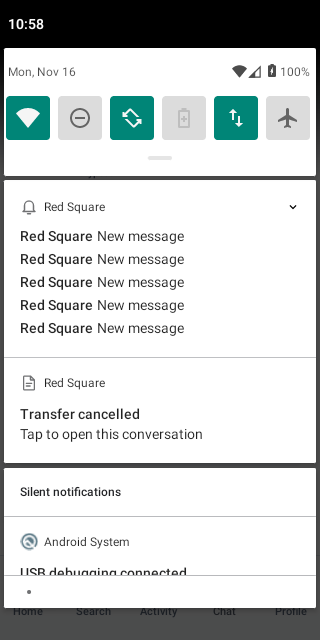 10:58
Mon, Nov 16
100%
Red Square
Red Square New message
Red Square New message
Red Square New message
Red Square New message
Red Square New message
Red Square
Transfer cancelled
Tap to open this conversation
Silent notifications
Android System
USB debugging connected
Home Search Activity Chat Profile